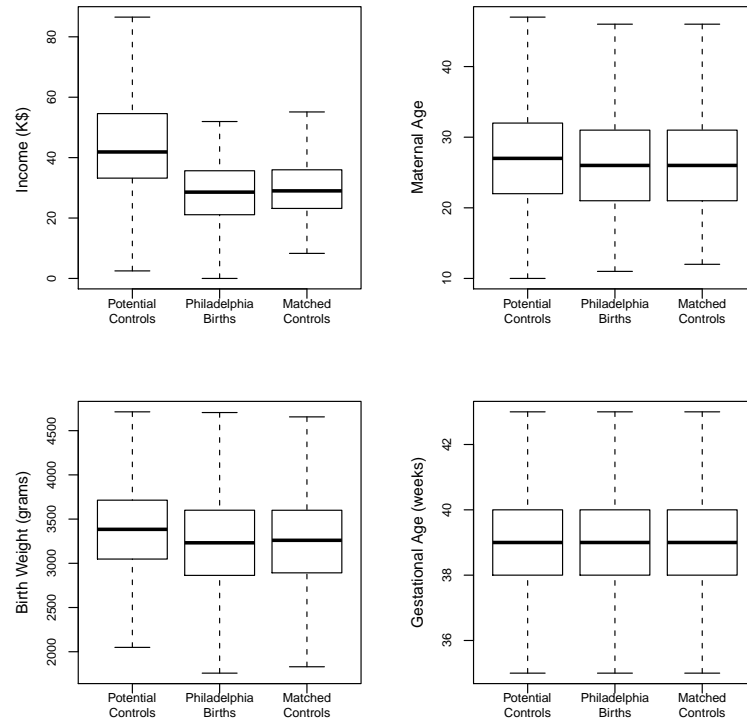 Income (K$)
0
20
40
60
80
Potential
Controls
Philadelphia
Births
Matched
Controls
Maternal Age
10
20
30
40
Potential
Controls
Philadelphia
Births
Matched
Controls
Birth Weight (grams)
2000
2500
3000
3500
4000
4500
Potential
Controls
Philadelphia
Births
Matched
Controls
Gestational Age (weeks)
36
38
40
42
Potential
Controls
Philadelphia
Births
Matched
Controls